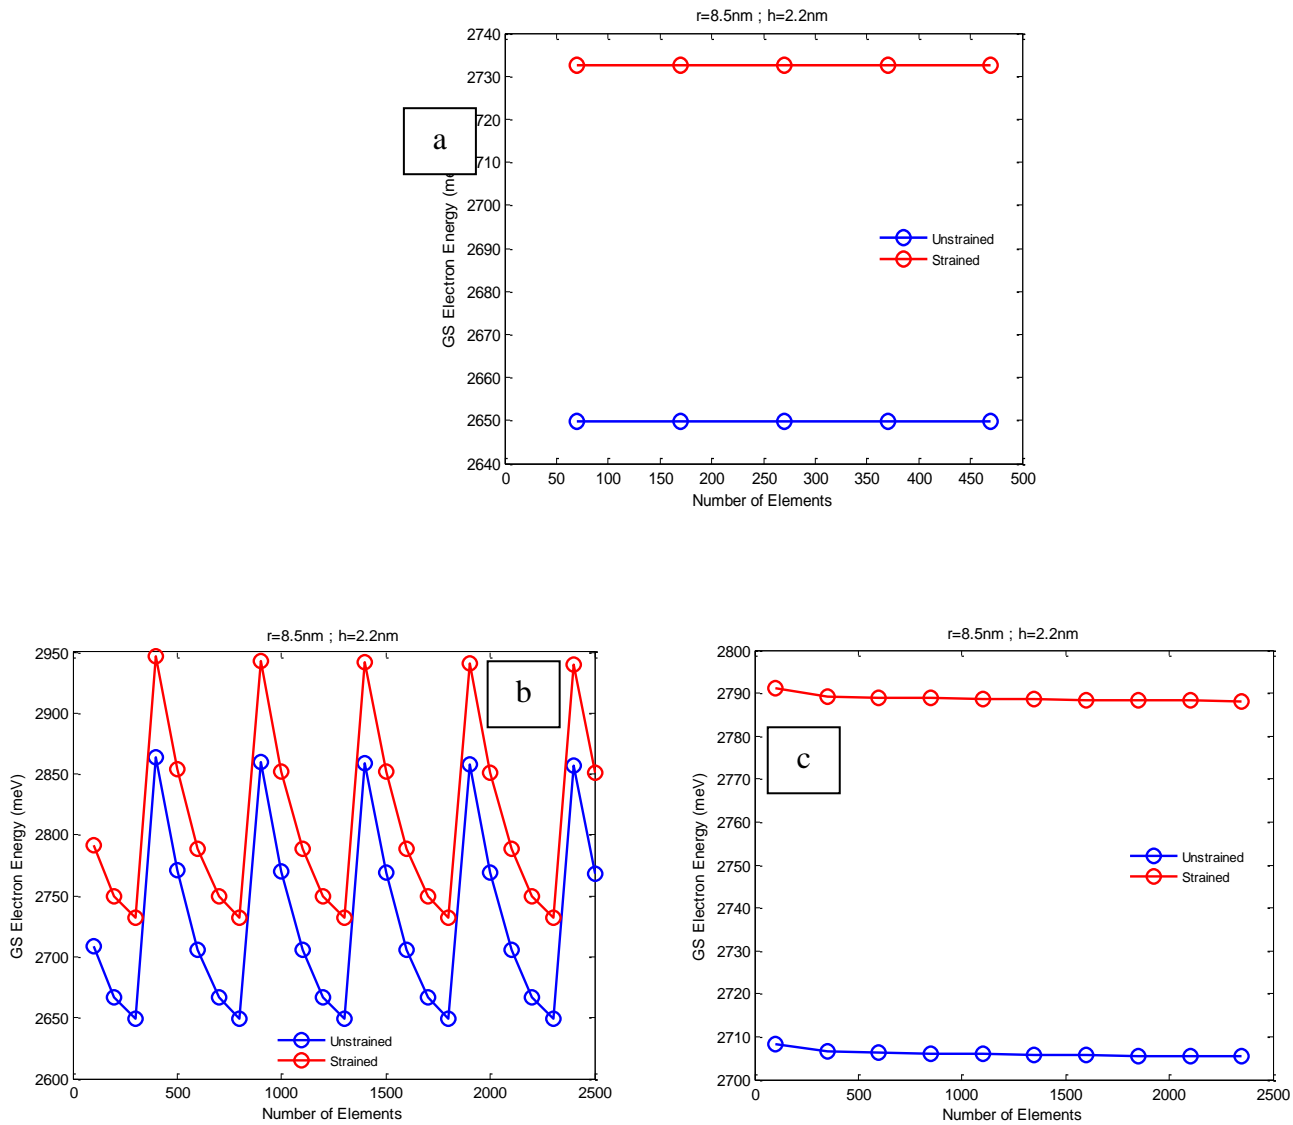 r=8.5nm ; h=2.2nm
2740
2730
720
710
2700
2690
2680
2670
2660
2650
2640
a
GS Electron Energy
Unstrained
Strained
0 50 100 150 200 250 300 350 400 450 500
Number of Elements
r=8.5nm ; h=2.2nm
2950
2900
2850
2800
2750
2700
2650
2600
b
GS Electron Energy (meV)
Unstrained
Strained
0 500 1000 1500 2000 2500
Number of Elements
r=8.5nm ; h=2.2nm
2800
2790
2780
2770
2760
2750
2740
2730
2720
2710
2700
c
GS Electron Energy (meV)
Unstrained
Strained
0 500 1000 1500 2000 2500
Number of Elements